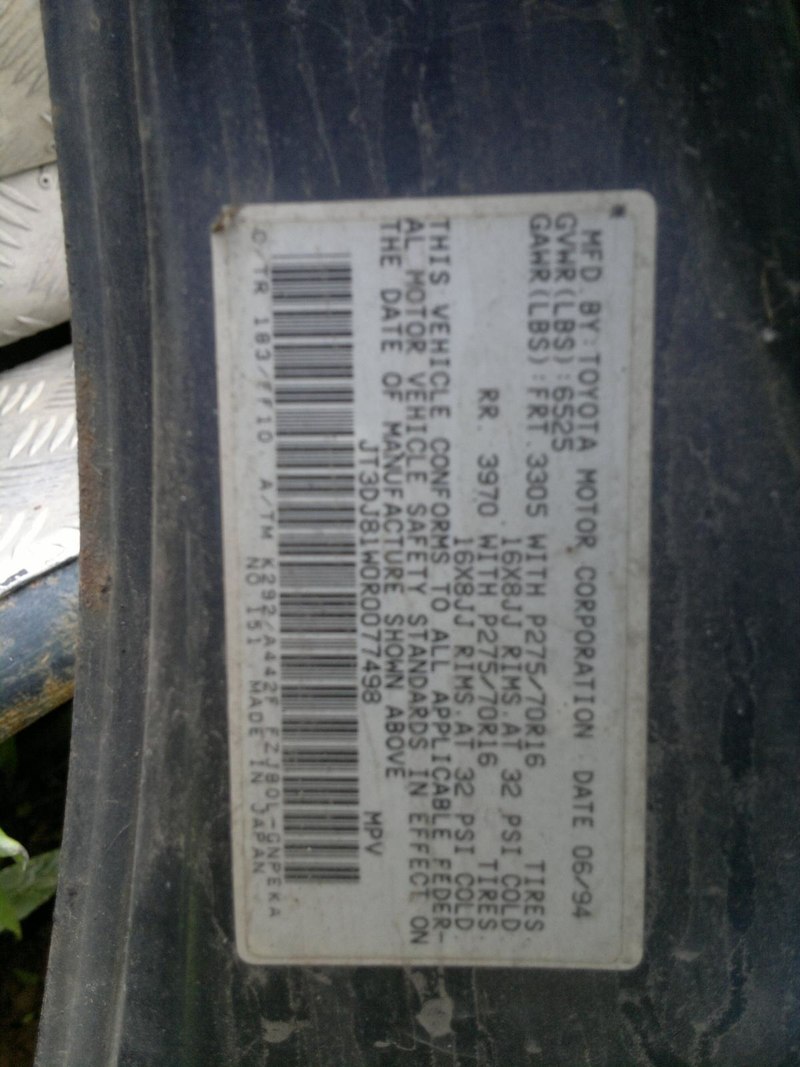 MFD.BY:TOYOTA MOTOR CORPORATION DATE 06/94
GVWR(LBS):6525
GAWR(LBS):FRT.3305 WITH P275/70R16 TIRES
16X8JJ RIMS.AT 32 PSI COLD
RR. 3970 WITH P275/70R16 TIRES.
16X8JJ RIMS.AT 32 PSI COLD
THIS VEHICLE CONFORMS TO ALL APPLICABLE FEDER-
AL MOTOR VEHICLE SAFETY STANDARDS IN EFFECT ON
THE DATE OF MANUFACTURE SHOWN ABOVE
JT3DJ81W0R0077498 MPV
C/TR 183/FF10. A/TM K292/A442F FZJ80L-GNPEKA
NO 151 MADE IN JAPAN